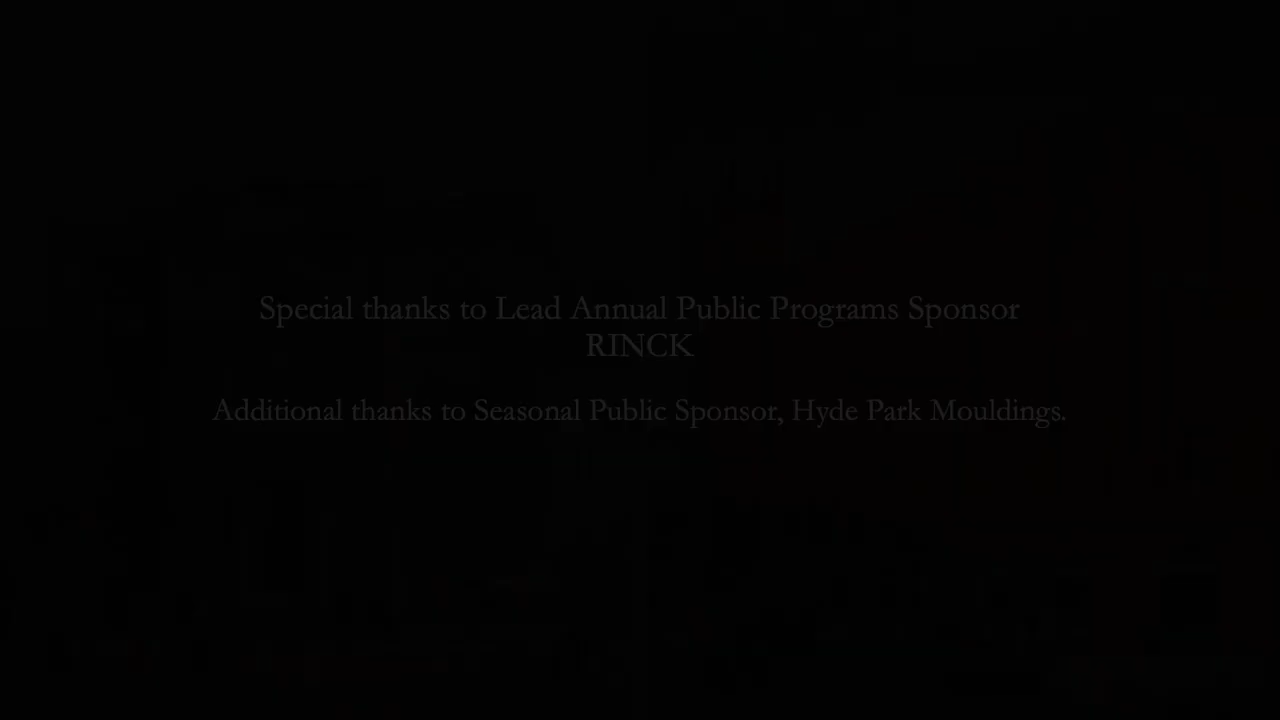 Special thanks to Lead Annual Public Programs Sponsor
RINCK
Additional thanks to Seasonal Public Sponsor, Hyde Park Mouldings.